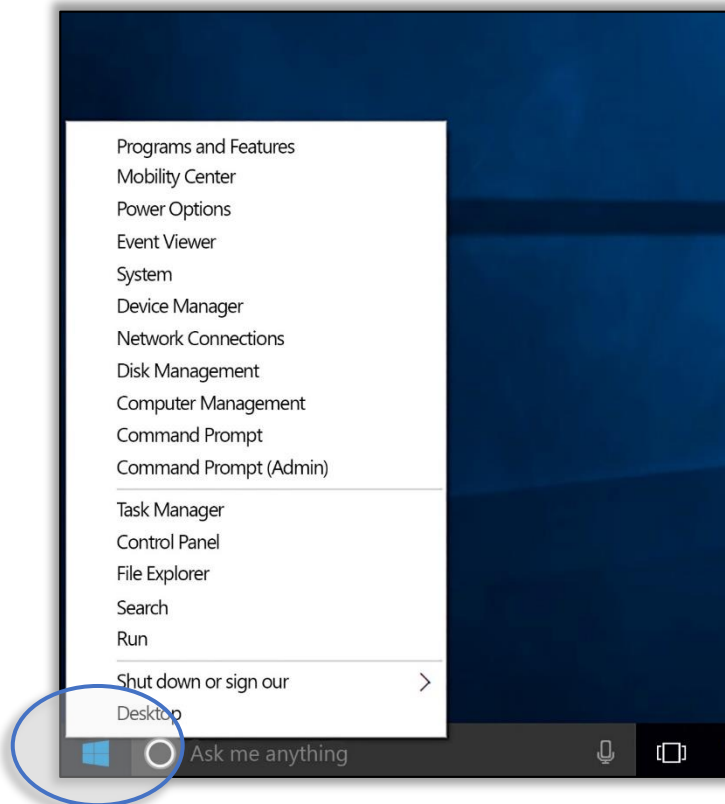 Programs and Features
Mobility Center
Power Options
Event Viewer
System
Device Manager
Network Connections
Disk Management
Computer Management
Command Prompt
Command Prompt (Admin)
Task Manager
Control Panel
File Explorer
Search
Run
Shut down or sign our
Desktop
Ask me anything